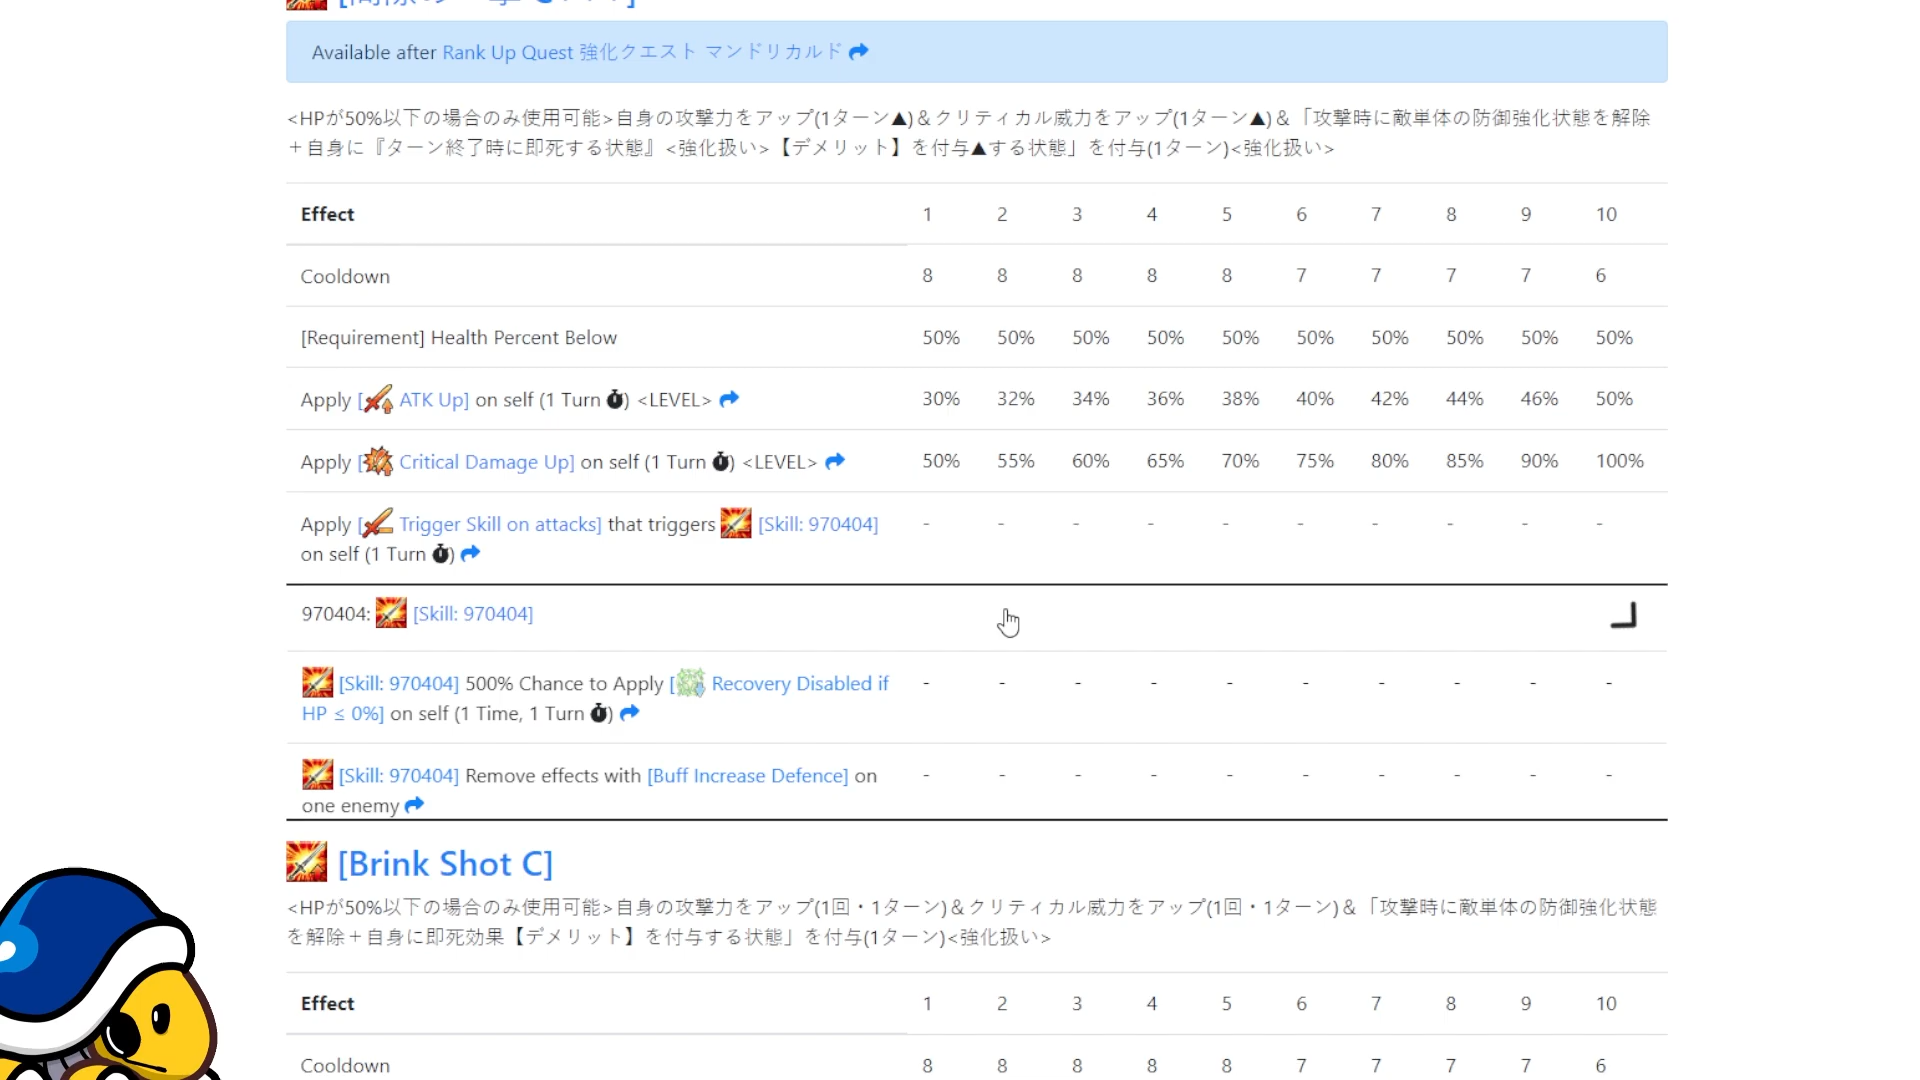 Available after Rank Up Quest 強化クエスト マンドリカルド
<HPが50%以下の場合のみ使用可能>自身の攻撃力をアップ(1ターン▲)＆クリティカル威力をアップ(1ターン▲)＆「攻撃時に敵単体の防御強化状態を解除
＋自身に『ターン終了時に即死する状態』<強化扱い>【デメリット】を付与▲する状態」を付与(1ターン)<強化扱い>
Effect 1 2 3 4 5 6 7 8 9 10
Cooldown 8 8 8 8 8 7 7 7 7 6
[Requirement] Health Percent Below 50% 50% 50% 50% 50% 50% 50% 50% 50% 50%
Apply [ATK Up] on self (1 Turn ) <LEVEL> 30% 32% 34% 36% 38% 40% 42% 44% 46% 50%
Apply [Critical Damage Up] on self (1 Turn ) <LEVEL> 50% 55% 60% 65% 70% 75% 80% 85% 90% 100%
Apply [Trigger Skill on attacks] that triggers [Skill: 970404] - - - - - - - - - -
on self (1 Turn )
970404: [Skill: 970404]
[Skill: 970404] 500% Chance to Apply [Recovery Disabled if - - - - - - - - - -
HP ≤ 0%] on self (1 Time, 1 Turn )
[Skill: 970404] Remove effects with [Buff Increase Defence] on - - - - - - - - - -
one enemy
[Brink Shot C]
<HPが50%以下の場合のみ使用可能>自身の攻撃力をアップ(1回・1ターン)＆クリティカル威力をアップ(1回・1ターン)＆「攻撃時に敵単体の防御強化状態
を解除＋自身に即死効果【デメリット】を付与する状態」を付与(1ターン)<強化扱い>
Effect 1 2 3 4 5 6 7 8 9 10
Cooldown 8 8 8 8 8 7 7 7 7 6